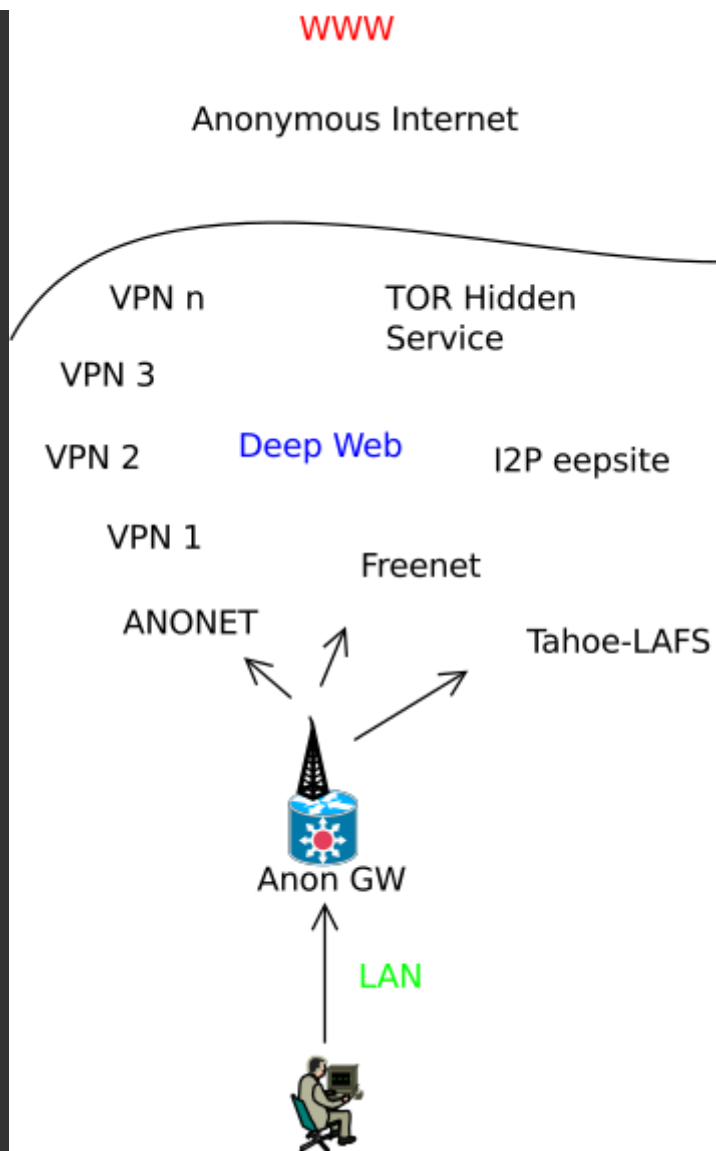 WWW
Anonymous Internet
VPN n
TOR Hidden
Service
VPN 3
Deep Web
VPN 2
I2P eepsite
VPN 1
Freenet
ANONET
Tahoe-LAFS
Anon GW
LAN